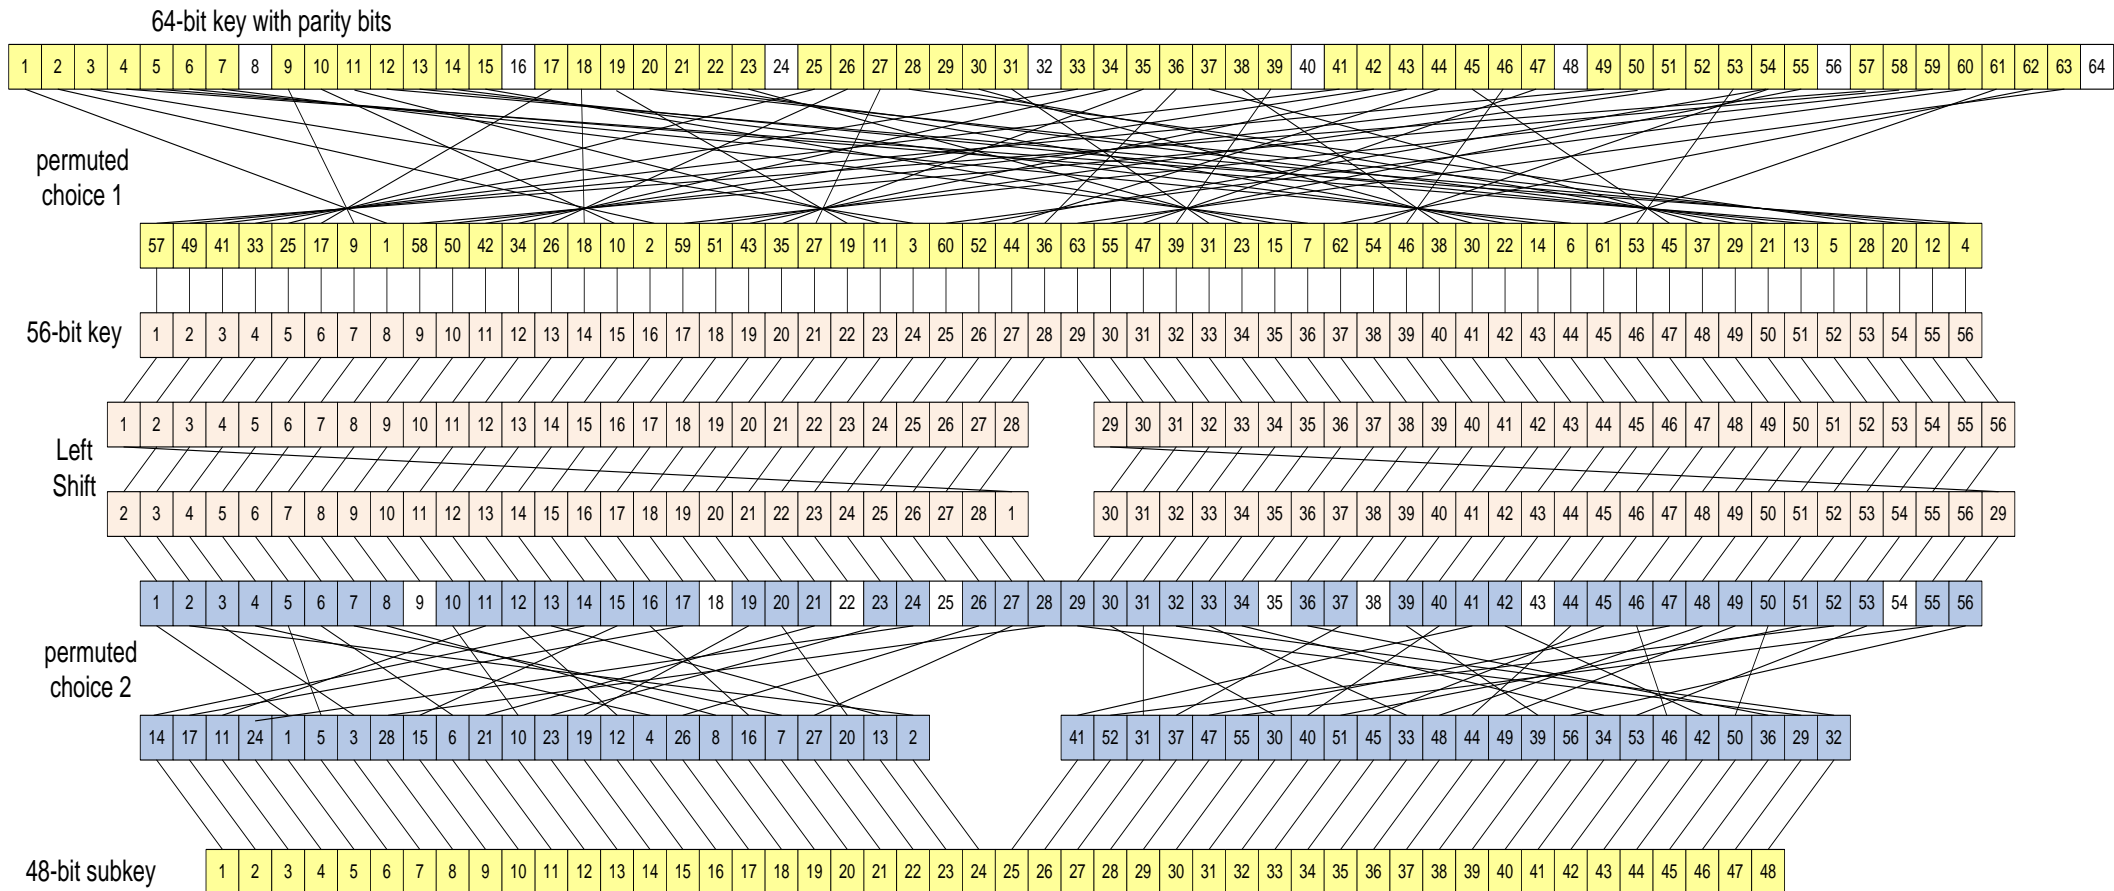 64-bit key with parity bits
1 2 3 4 5 6 7 8 9 10 11 12 13 14 15 16 17 18 19 20 21 22 23 24 25 26 27 28 29 30 31 32 33 34 35 36 37 38 39 40 41 42 43 44 45 46 47 48 49 50 51 52 53 54 55 56 57 58 59 60 61 62 63 64
permuted
choice 1
57 49 41 33 25 17 9 1 58 50 42 34 26 18 10 2 59 51 43 35 27 19 11 3 60 52 44 36 63 55 47 39 31 23 15 7 62 54 46 38 30 22 14 6 61 53 45 37 29 21 13 5 28 20 12 4
56-bit key 1 2 3 4 5 6 7 8 9 10 11 12 13 14 15 16 17 18 19 20 21 22 23 24 25 26 27 28 29 30 31 32 33 34 35 36 37 38 39 40 41 42 43 44 45 46 47 48 49 50 51 52 53 54 55 56
1 2 3 4 5 6 7 8 9 10 11 12 13 14 15 16 17 18 19 20 21 22 23 24 25 26 27 28 29 30 31 32 33 34 35 36 37 38 39 40 41 42 43 44 45 46 47 48 49 50 51 52 53 54 55 56
Left
Shift
2 3 4 5 6 7 8 9 10 11 12 13 14 15 16 17 18 19 20 21 22 23 24 25 26 27 28 1 30 31 32 33 34 35 36 37 38 39 40 41 42 43 44 45 46 47 48 49 50 51 52 53 54 55 56 29
1 2 3 4 5 6 7 8 9 10 11 12 13 14 15 16 17 18 19 20 21 22 23 24 25 26 27 28 29 30 31 32 33 34 35 36 37 38 39 40 41 42 43 44 45 46 47 48 49 50 51 52 53 54 55 56
permuted
choice 2
14 17 11 24 1 5 3 28 15 6 21 10 23 19 12 4 26 8 16 7 27 20 13 2 41 52 31 37 47 55 30 40 51 45 33 48 44 49 39 56 34 53 46 42 50 36 29 32
48-bit subkey 1 2 3 4 5 6 7 8 9 10 11 12 13 14 15 16 17 18 19 20 21 22 23 24 25 26 27 28 29 30 31 32 33 34 35 36 37 38 39 40 41 42 43 44 45 46 47 48